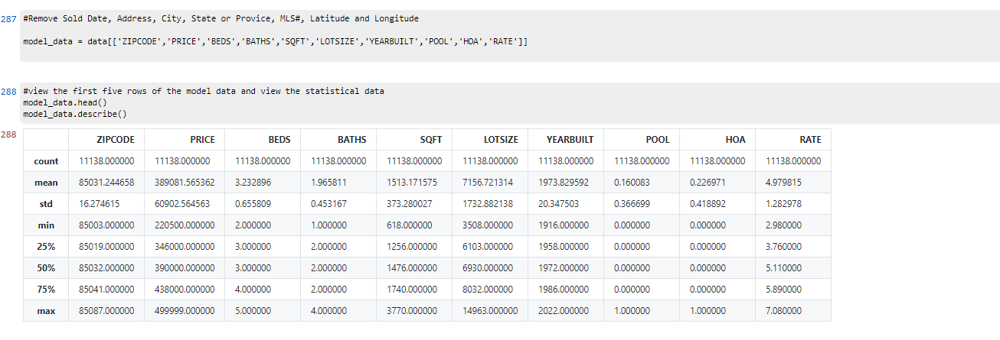 287 #Remove Sold Date, Address, City, State or Provice, MLS#, Latitude and Longitude
model_data = data[['ZIPCODE','PRICE','BEDS','BATHS','SQFT','LOTSIZE','YEARBUILT','POOL','HOA','RATE']]
288 #view the first five rows of the model data and view the statistical data
model_data.head()
model_data.describe()
288 ZIPCODE PRICE BEDS BATHS SQFT LOTSIZE YEARBUILT POOL HOA RATE
count 11138.000000 11138.000000 11138.000000 11138.000000 11138.000000 11138.000000 11138.000000 11138.000000 11138.000000 11138.000000
mean 85031.244658 389081.565362 3.232896 1.965811 1513.171575 7156.721314 1973.829592 0.160083 0.226971 4.979815
std 16.274615 60902.564563 0.655809 0.453167 373.280027 1732.882138 20.347503 0.366699 0.418892 1.282978
min 85003.000000 220500.000000 2.000000 1.000000 618.000000 3508.000000 1916.000000 0.000000 0.000000 2.980000
25% 85019.000000 346000.000000 3.000000 2.000000 1256.000000 6103.000000 1958.000000 0.000000 0.000000 3.760000
50% 85032.000000 390000.000000 3.000000 2.000000 1476.000000 6930.000000 1972.000000 0.000000 0.000000 5.110000
75% 85041.000000 438000.000000 4.000000 2.000000 1740.000000 8032.000000 1986.000000 0.000000 0.000000 5.890000
max 85087.000000 499999.000000 5.000000 4.000000 3770.000000 14963.000000 2022.000000 1.000000 1.000000 7.080000